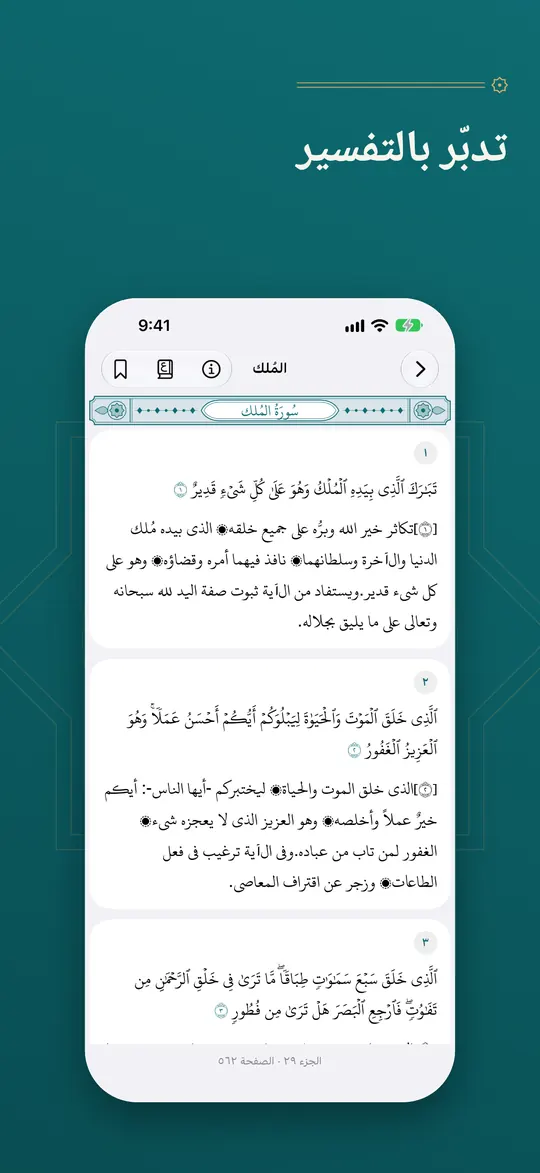 تدبّر بالتفسير
9:41
المُلك
سُورَةُ المُلك
١
تَبَٰرَكَ ٱلَّذِى بِيَدِهِ ٱلْمُلْكُ وَهُوَ عَلَىٰ كُلِّ شَىْءٍ قَدِيرٌ ١
[١]تكاثر خير الله وبرُّه على جميع خلقه، الذى بيده مُلك
الدنيا والآخرة وسلطانهما، نافذ فيهما أمره وقضاؤه، وهو على
كل شىء قدير.ويستفاد من الآية ثبوت صفة اليد لله سبحانه
وتعالى على ما يليق بجلاله.
٢
ٱلَّذِى خَلَقَ ٱلْمَوْتَ وَٱلْحَيَوٰةَ لِيَبْلُوَكُمْ أَيُّكُمْ أَحْسَنُ عَمَلًا ۚ وَهُوَ
ٱلْعَزِيزُ ٱلْغَفُورُ ٢
[٢]الذى خلق الموت والحياة؛ ليختبركم -أيها الناس-: أيكم
خيرٌ عملاً وأخلصه؟ وهو العزيز الذى لا يعجزه شىء،
الغفور لمن تاب من عباده.وفى الآية ترغيب فى فعل
الطاعات، وزجر عن اقتراف المعاصى.
٣
ٱلَّذِى خَلَقَ سَبْعَ سَمَٰوَٰتٍ طِبَاقًا ۖ مَّا تَرَىٰ فِى خَلْقِ ٱلرَّحْمَٰنِ مِن
تَفَٰوُتٍ ۖ فَٱرْجِعِ ٱلْبَصَرَ هَلْ تَرَىٰ مِن فُطُورٍ ٣
الجزء ٢٩ · الصفحة ٥٦٢